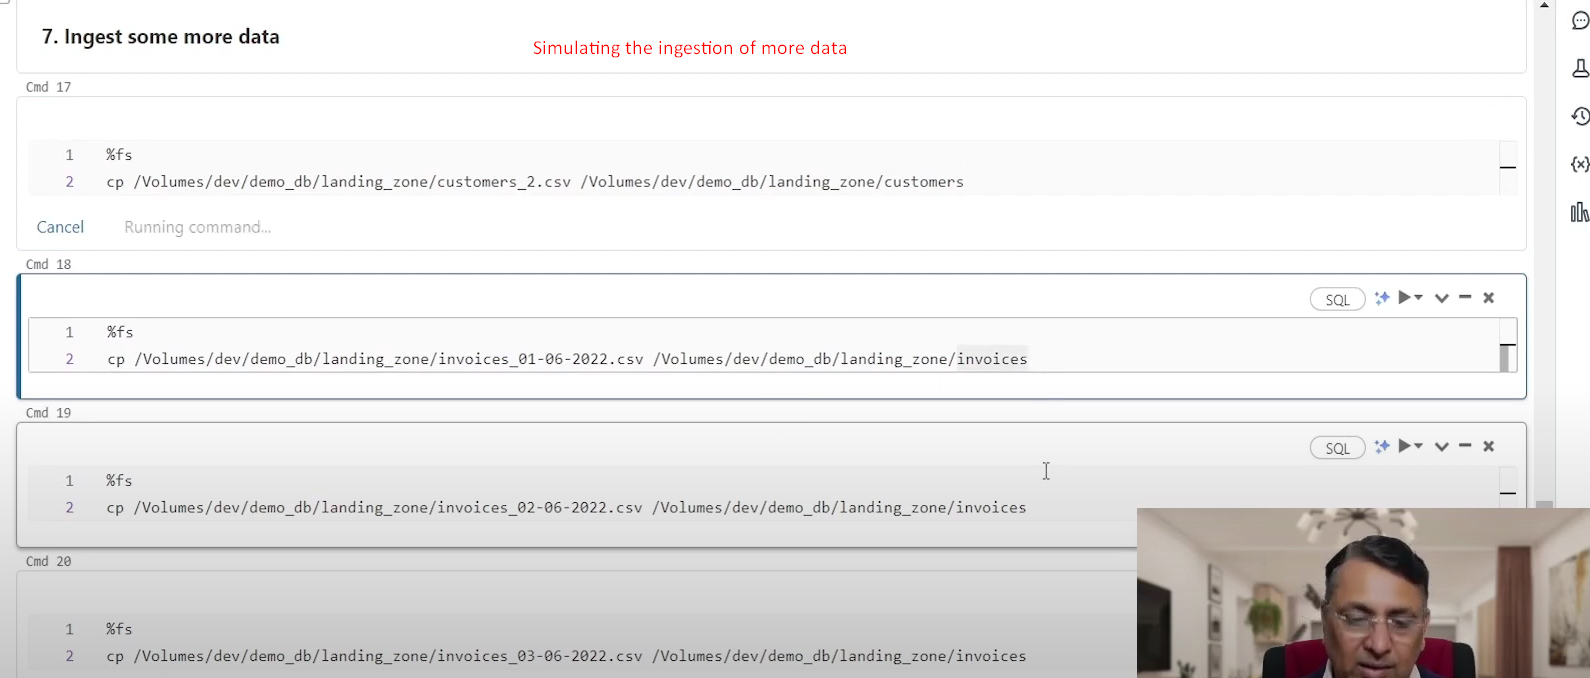 7. Ingest some more data
Simulating the ingestion of more data
Cmd 17
1 %fs
2 cp /Volumes/dev/demo_db/landing_zone/customers_2.csv /Volumes/dev/demo_db/landing_zone/customers
Cancel Running command...
Cmd 18
SQL
1 %fs
2 cp /Volumes/dev/demo_db/landing_zone/invoices_01-06-2022.csv /Volumes/dev/demo_db/landing_zone/invoices
Cmd 19
SQL
1 %fs
2 cp /Volumes/dev/demo_db/landing_zone/invoices_02-06-2022.csv /Volumes/dev/demo_db/landing_zone/invoices
Cmd 20
1 %fs
2 cp /Volumes/dev/demo_db/landing_zone/invoices_03-06-2022.csv /Volumes/dev/demo_db/landing_zone/invoices